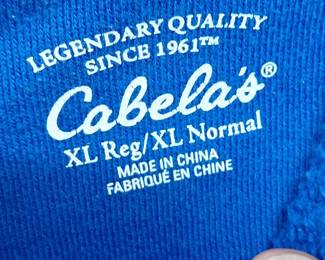 LEGENDARY QUALITY
SINCE 1961™
Cabela's®
XL Reg/XL Normal
MADE IN CHINA
FABRIQUÉ EN CHINE